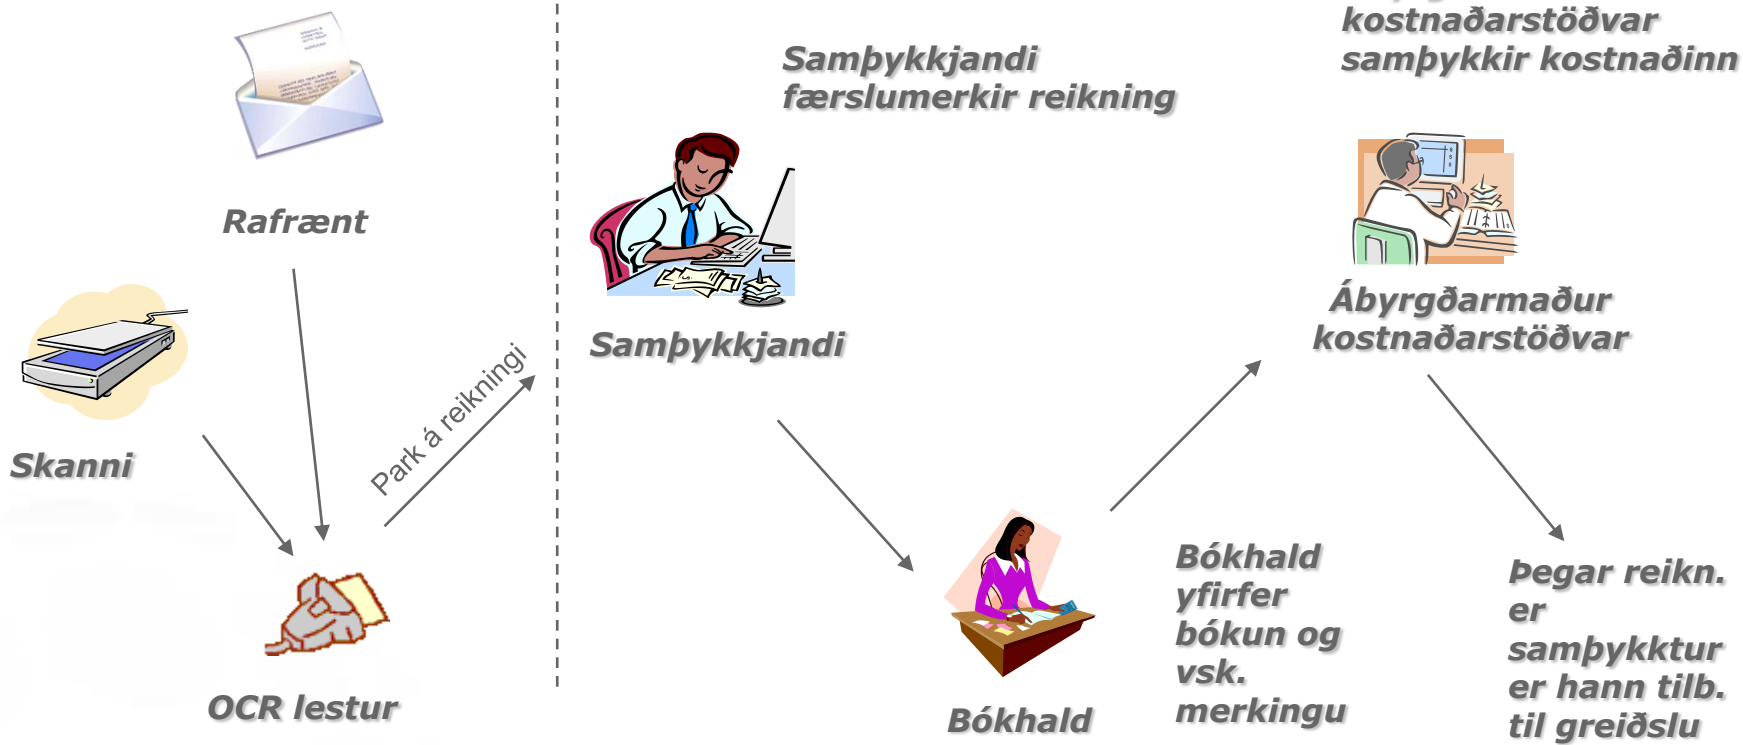 kostnaðarstöðvar
samþykkir kostnaðinn
Samþykkjandi
færslumerkir reikning
Rafrænt
Skanni
Park á reikningi
OCR lestur
Samþykkjandi
Bókhald
Bókhald
yfirfer
bókun og
vsk.
merkingu
Ábyrgðarmaður
kostnaðarstöðvar
Þegar reikn.
er
samþykktur
er hann tilb.
til greiðslu